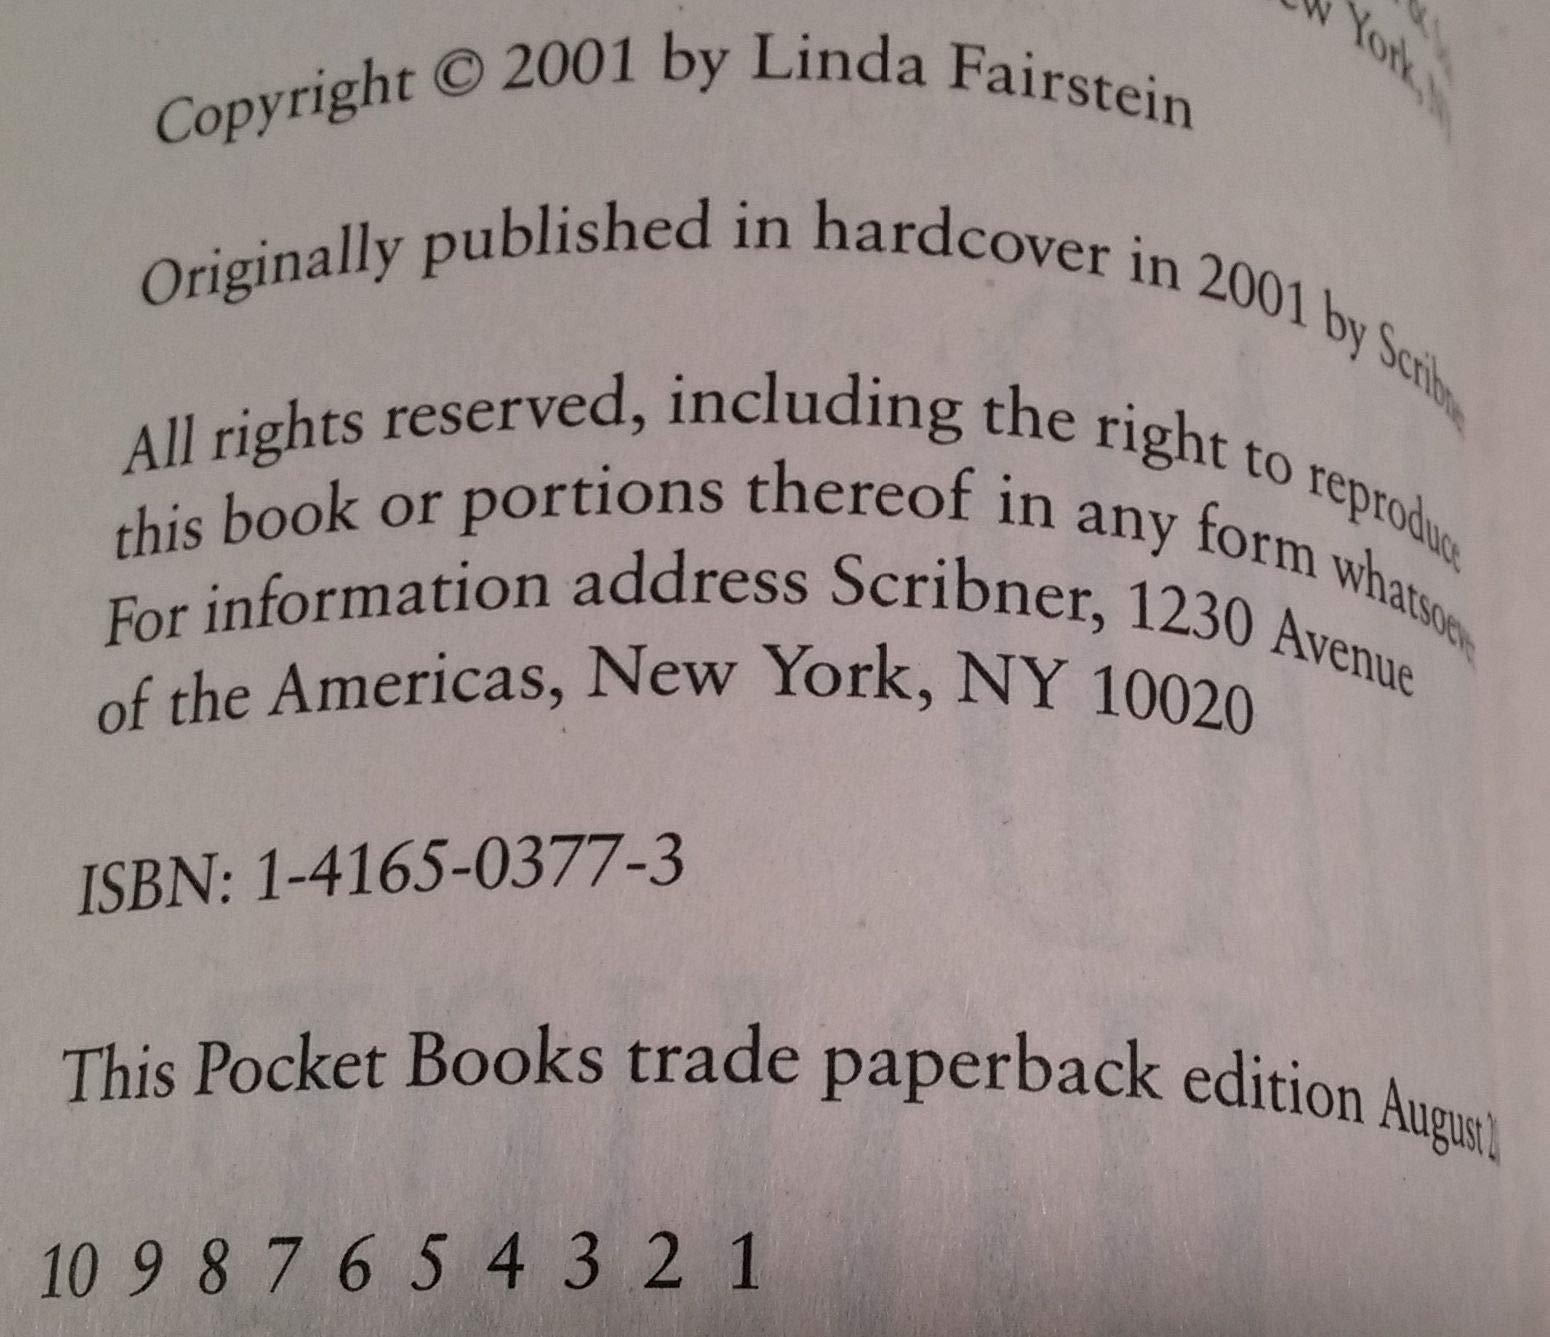 York,
Copyright © 2001 by Linda Fairstein
Originally published in hardcover in 2001 by
All rights reserved, including the right to reproduce
this book or portions thereof in any form
For information address Scribner, 1230 Avenue
of the Americas, New York, NY 10020
ISBN: 1-4165-0377-3
This Pocket Books trade paperback edition August
10 9 8 7 6 5 4 3 2 1